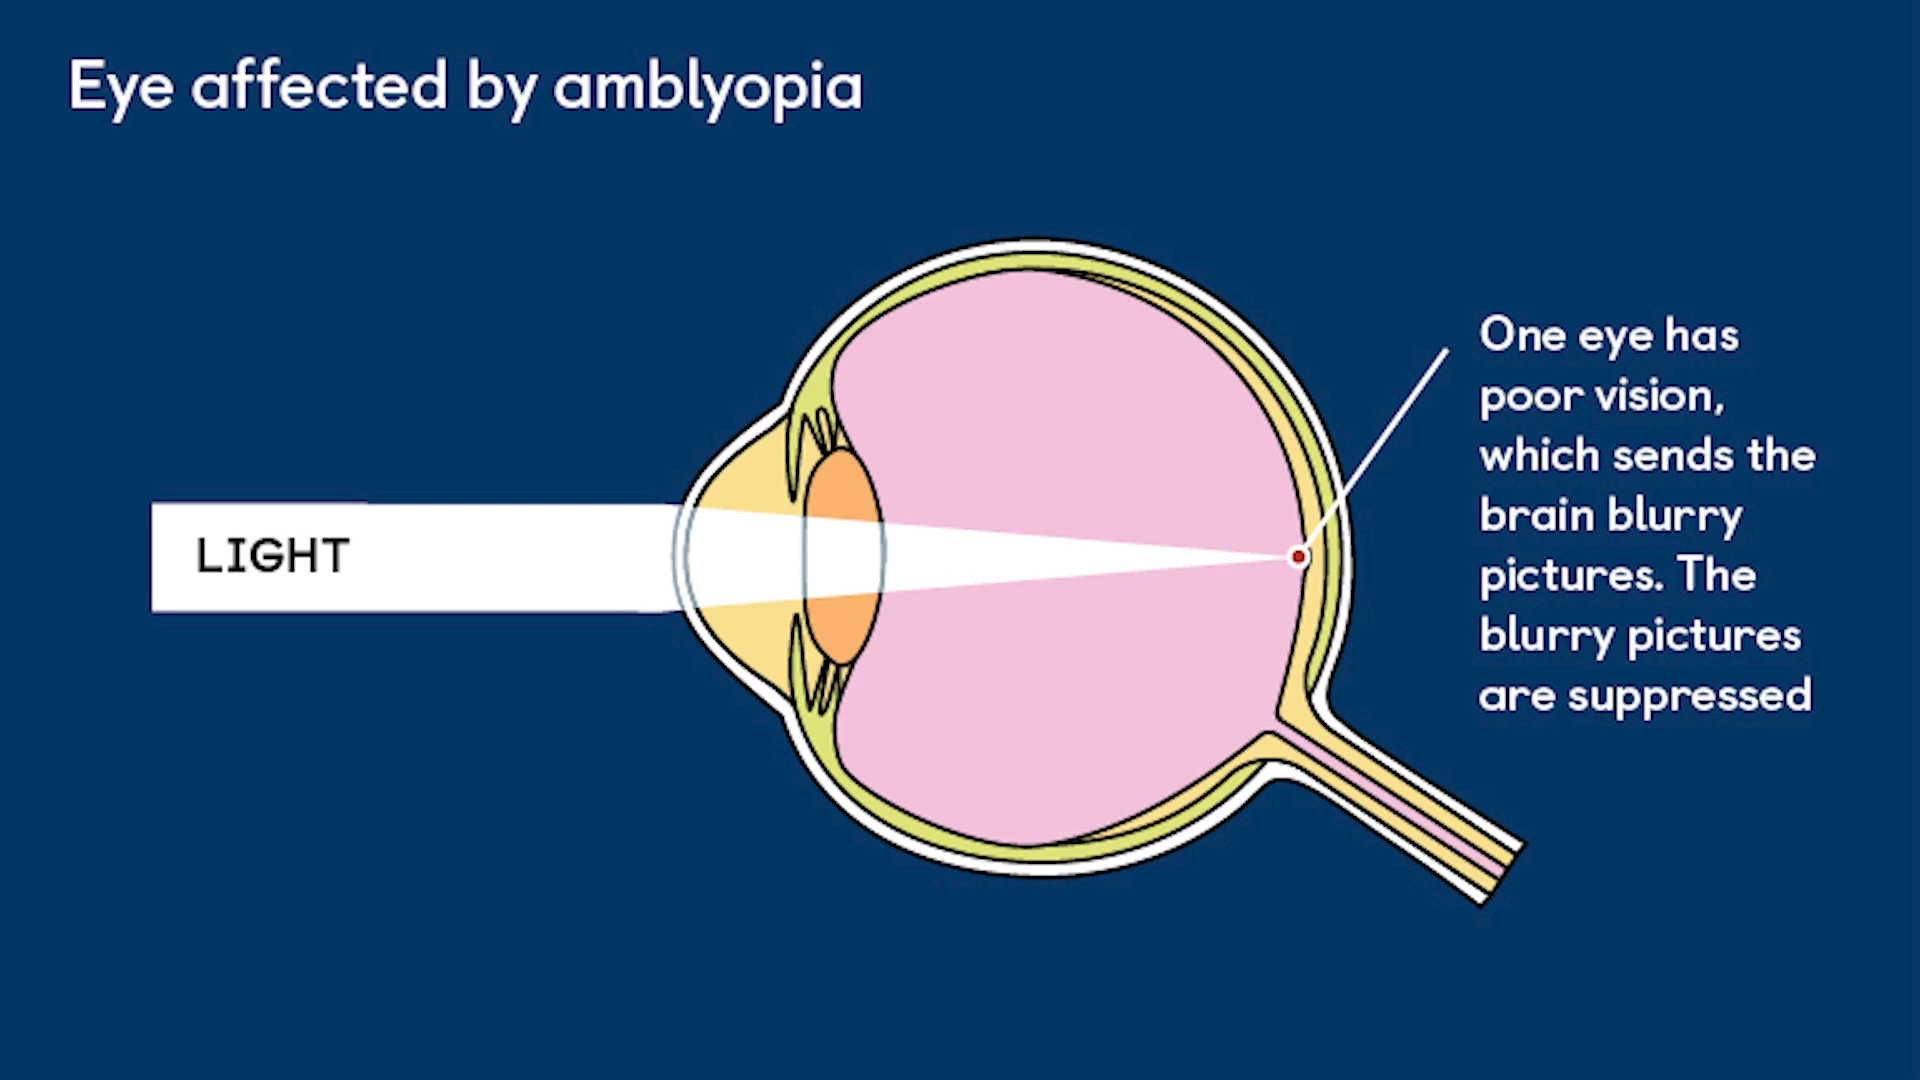 Eye affected by amblyopia
LIGHT
One eye has
poor vision,
which sends the
brain blurry
pictures. The
blurry pictures
are suppressed